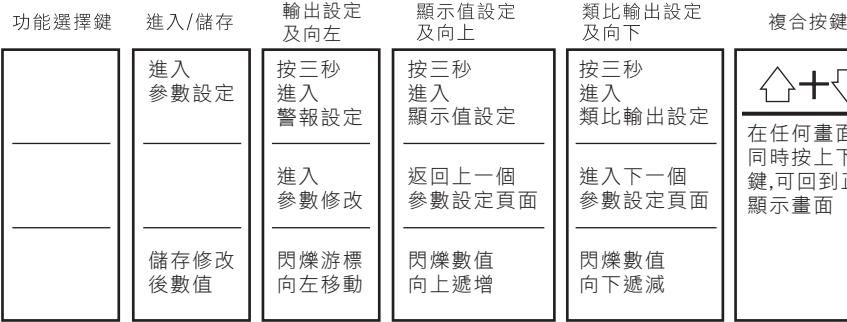 功能選擇鍵
進入/儲存
輸出設定
及向左
顯示值設定
及向上
類比輸出設定
及向下
複合按鍵
進入
參數設定
儲存修改
後數值
按三秒
進入
警報設定
進入
參數修改
閃爍游標
向左移動
按三秒
進入
顯示值設定
返回上一個
參數設定頁面
閃爍數值
向上遞增
按三秒
進入
類比輸出設定
進入下一個
參數設定頁面
閃爍數值
向下遞減
+
在任何畫面
同時按上下
鍵,可回到正
顯示畫面